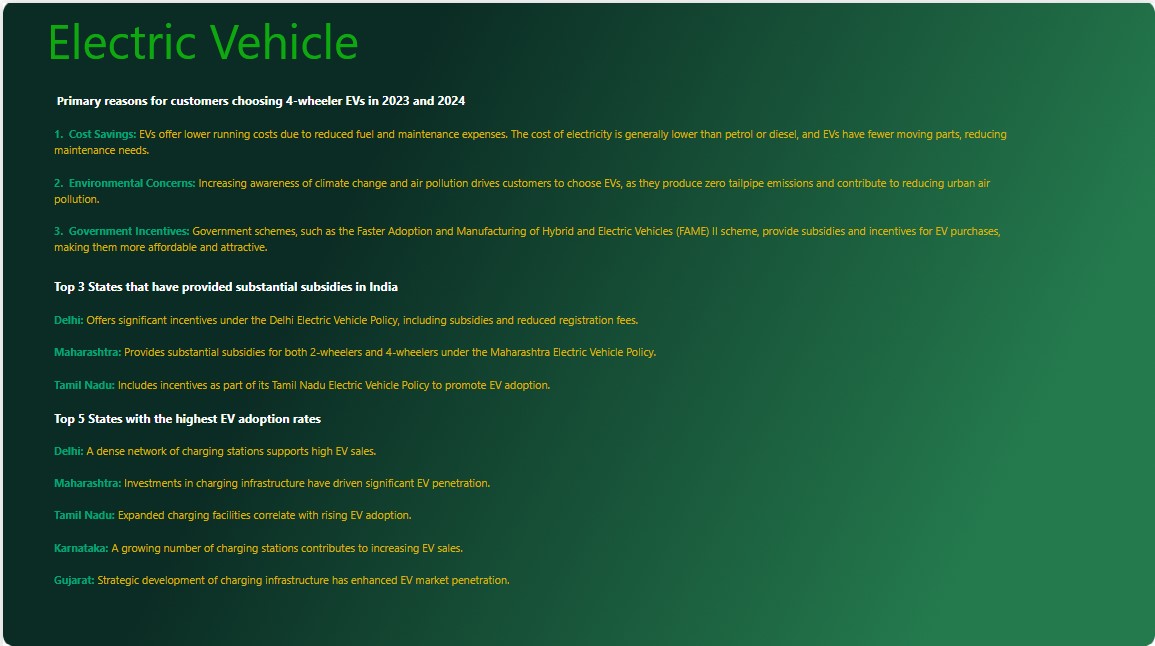 Electric Vehicle
Primary reasons for customers choosing 4-wheeler EVs in 2023 and 2024
1. Cost Savings: EVs offer lower running costs due to reduced fuel and maintenance expenses. The cost of electricity is generally lower than petrol or diesel, and EVs have fewer moving parts, reducing
maintenance needs.
2. Environmental Concerns: Increasing awareness of climate change and air pollution drives customers to choose EVs, as they produce zero tailpipe emissions and contribute to reducing urban air
pollution.
3. Government Incentives: Government schemes, such as the Faster Adoption and Manufacturing of Hybrid and Electric Vehicles (FAME) II scheme, provide subsidies and incentives for EV purchases,
making them more affordable and attractive.
Top 3 States that have provided substantial subsidies in India
Delhi: Offers significant incentives under the Delhi Electric Vehicle Policy, including subsidies and reduced registration fees.
Maharashtra: Provides substantial subsidies for both 2-wheelers and 4-wheelers under the Maharashtra Electric Vehicle Policy.
Tamil Nadu: Includes incentives as part of its Tamil Nadu Electric Vehicle Policy to promote EV adoption.
Top 5 States with the highest EV adoption rates
Delhi: A dense network of charging stations supports high EV sales.
Maharashtra: Investments in charging infrastructure have driven significant EV penetration.
Tamil Nadu: Expanded charging facilities correlate with rising EV adoption.
Karnataka: A growing number of charging stations contributes to increasing EV sales.
Gujarat: Strategic development of charging infrastructure has enhanced EV market penetration.